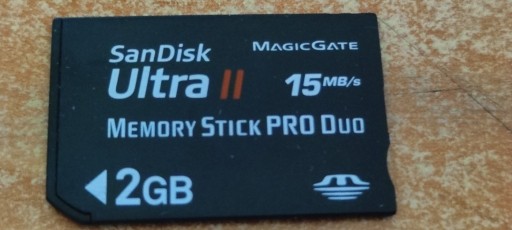 SanDisk MAGICGATE
Ultra II 15MB/s
MEMORY STICK PRO DUO
2GB